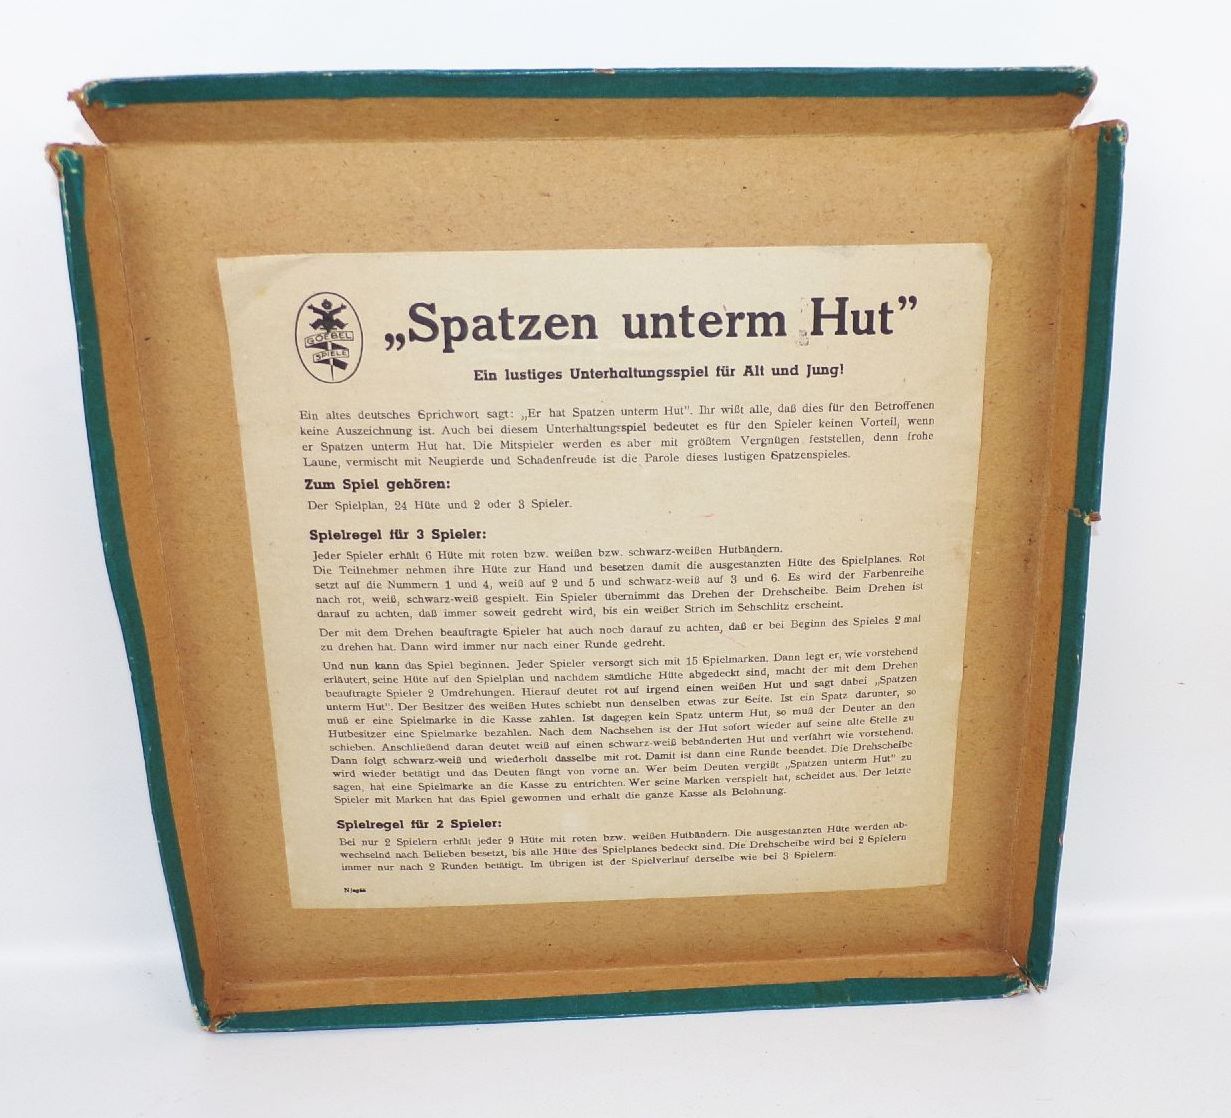 GOEBEL
SPIELE
„Spatzen unterm Hut”
Ein lustiges Unterhaltungsspiel für Alt und Jung!
Ein altes deutsches Sprichwort sagt: „Er hat Spatzen unterm Hut”. Ihr wißt alle, daß dies für den Betroffenen
keine Auszeichnung ist. Auch bei diesem Unterhaltungsspiel bedeutet es für den Spieler keinen Vorteil, wenn
er Spatzen unterm Hut hat. Die Mitspieler werden es aber mit größtem Vergnügen feststellen, denn frohe
Laune, vermischt mit Neugierde und Schadenfreude ist die Parole dieses lustigen Spatzenspieles.
Zum Spiel gehören:
Der Spielplan, 24 Hüte und 2 oder 3 Spieler.
Spielregel für 3 Spieler:
Jeder Spieler erhält 6 Hüte mit roten bzw. weißen bzw. schwarz-weißen Hutbändern.
Die Teilnehmer nehmen ihre Hüte zur Hand und besetzen damit die ausgestanzten Hüte des Spielplanes. Rot
setzt auf die Nummern 1 und 4, weiß auf 2 und 5 und schwarz-weiß auf 3 und 6. Es wird der Farbenreihe
nach rot, weiß, schwarz-weiß gespielt. Ein Spieler übernimmt das Drehen der Drehscheibe. Beim Drehen ist
darauf zu achten, daß immer soweit gedreht wird, bis ein weißer Strich im Sehschlitz erscheint.
Der mit dem Drehen beauftragte Spieler hat auch noch darauf zu achten, daß er bei Beginn des Spieles 2 mal
zu drehen hat. Dann wird immer nur nach einer Runde gedreht.
Und nun kann das Spiel beginnen. Jeder Spieler versorgt sich mit 15 Spielmarken. Dann legt er, wie vorstehend
erläutert, seine Hüte auf den Spielplan und nachdem sämtliche Hüte abgedeckt sind, macht der mit dem Drehen
beauftragte Spieler 2 Umdrehungen. Hierauf deutet rot auf irgend einen weißen Hut und sagt dabei „Spatzen
unterm Hut”. Der Besitzer des weißen Hutes schiebt nun denselben etwas zur Seite. Ist ein Spatz darunter, so
muß er eine Spielmarke in die Kasse zahlen. Ist dagegen kein Spatz unterm Hut, so muß der Deuter an den
Hutbesitzer eine Spielmarke bezahlen. Nach dem Nachsehen ist der Hut sofort wieder auf seine alte Stelle zu
schieben. Anschließend daran deutet weiß auf einen schwarz-weiß bebänderten Hut und verfährt wie vorstehend.
Dann folgt schwarz-weiß und wiederholt dasselbe mit rot. Damit ist dann eine Runde beendet. Die Drehscheibe
wird wieder betätigt und das Deuten fängt von vorne an. Wer beim Deuten vergißt „Spatzen unterm Hut” zu
sagen, hat eine Spielmarke an die Kasse zu entrichten. Wer seine Marken verspielt hat, scheidet aus. Der letzte
Spieler mit Marken hat das Spiel gewonnen und erhält die ganze Kasse als Belohnung.
Spielregel für 2 Spieler:
Bei nur 2 Spielern erhält jeder 9 Hüte mit roten bzw. weißen Hutbändern. Die ausgestanzten Hüte werden ab-
wechselnd nach Belieben besetzt, bis alle Hüte des Spielplanes bedeckt sind. Die Drehscheibe wird bei 2 Spielern
immer nur nach 2 Runden betätigt. Im übrigen ist der Spielverlauf derselbe wie bei 3 Spielern.